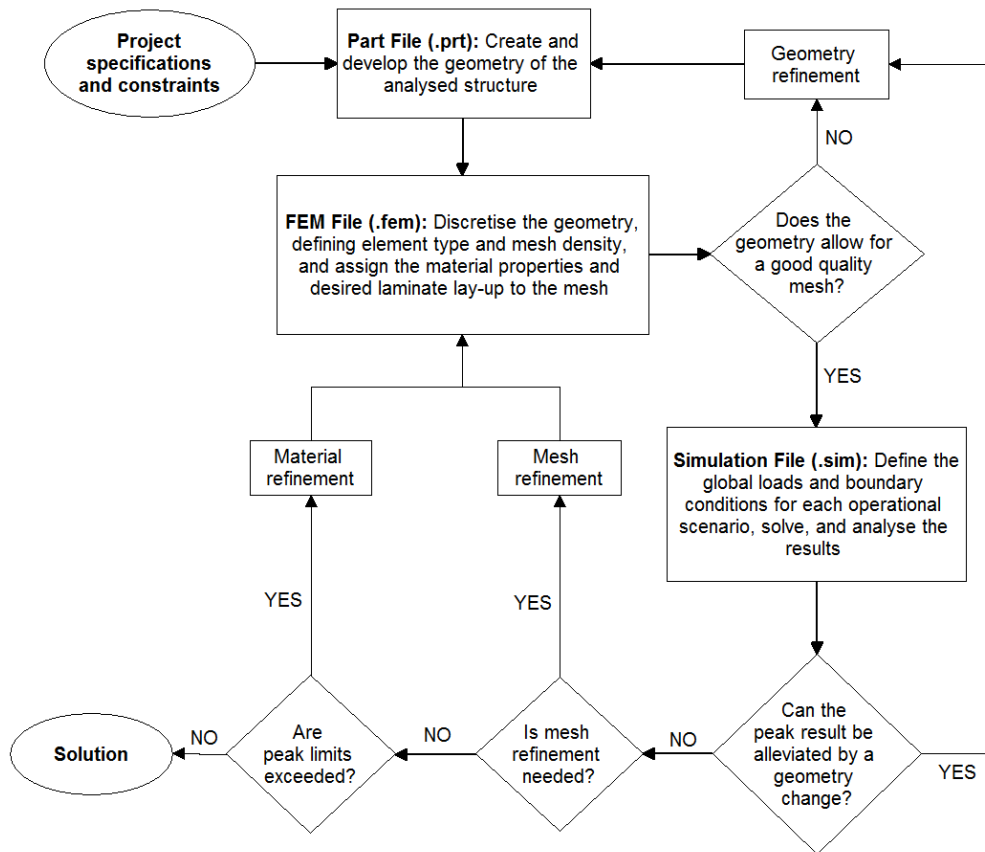 Project
specifications
and constraints
Part File (.prt): Create and
develop the geometry of the
analysed structure
Geometry
refinement
NO
FEM File (.fem): Discretise the geometry,
defining element type and mesh density,
and assign the material properties and
desired laminate lay-up to the mesh
Does the
geometry allow for
a good quality
mesh?
YES
Material
refinement
Mesh
refinement
Simulation File (.sim): Define the
global loads and boundary
conditions for each operational
scenario, solve, and analyse the
results
YES
YES
Solution
NO
Are
peak limits
exceeded?
NO
Is mesh
refinement
needed?
NO
Can the
peak result be
alleviated by a
geometry
change?
YES